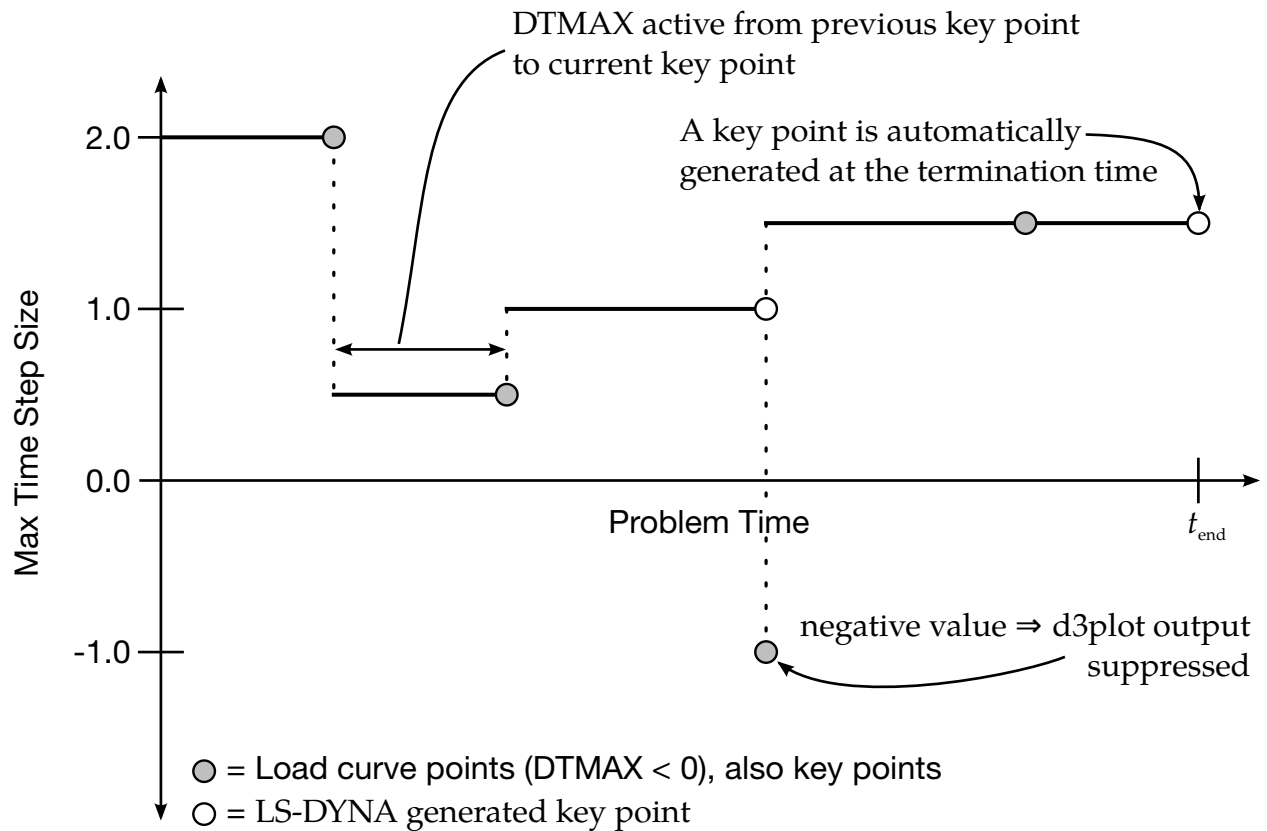 DTMAX active from previous key point
to current key point
A key point is automatically
generated at the termination time
2.0
1.0
0.0
-1.0
Max Time Step Size
Problem Time
t_end
negative value ⇒ d3plot output
suppressed
= Load curve points (DTMAX < 0), also key points
= LS-DYNA generated key point